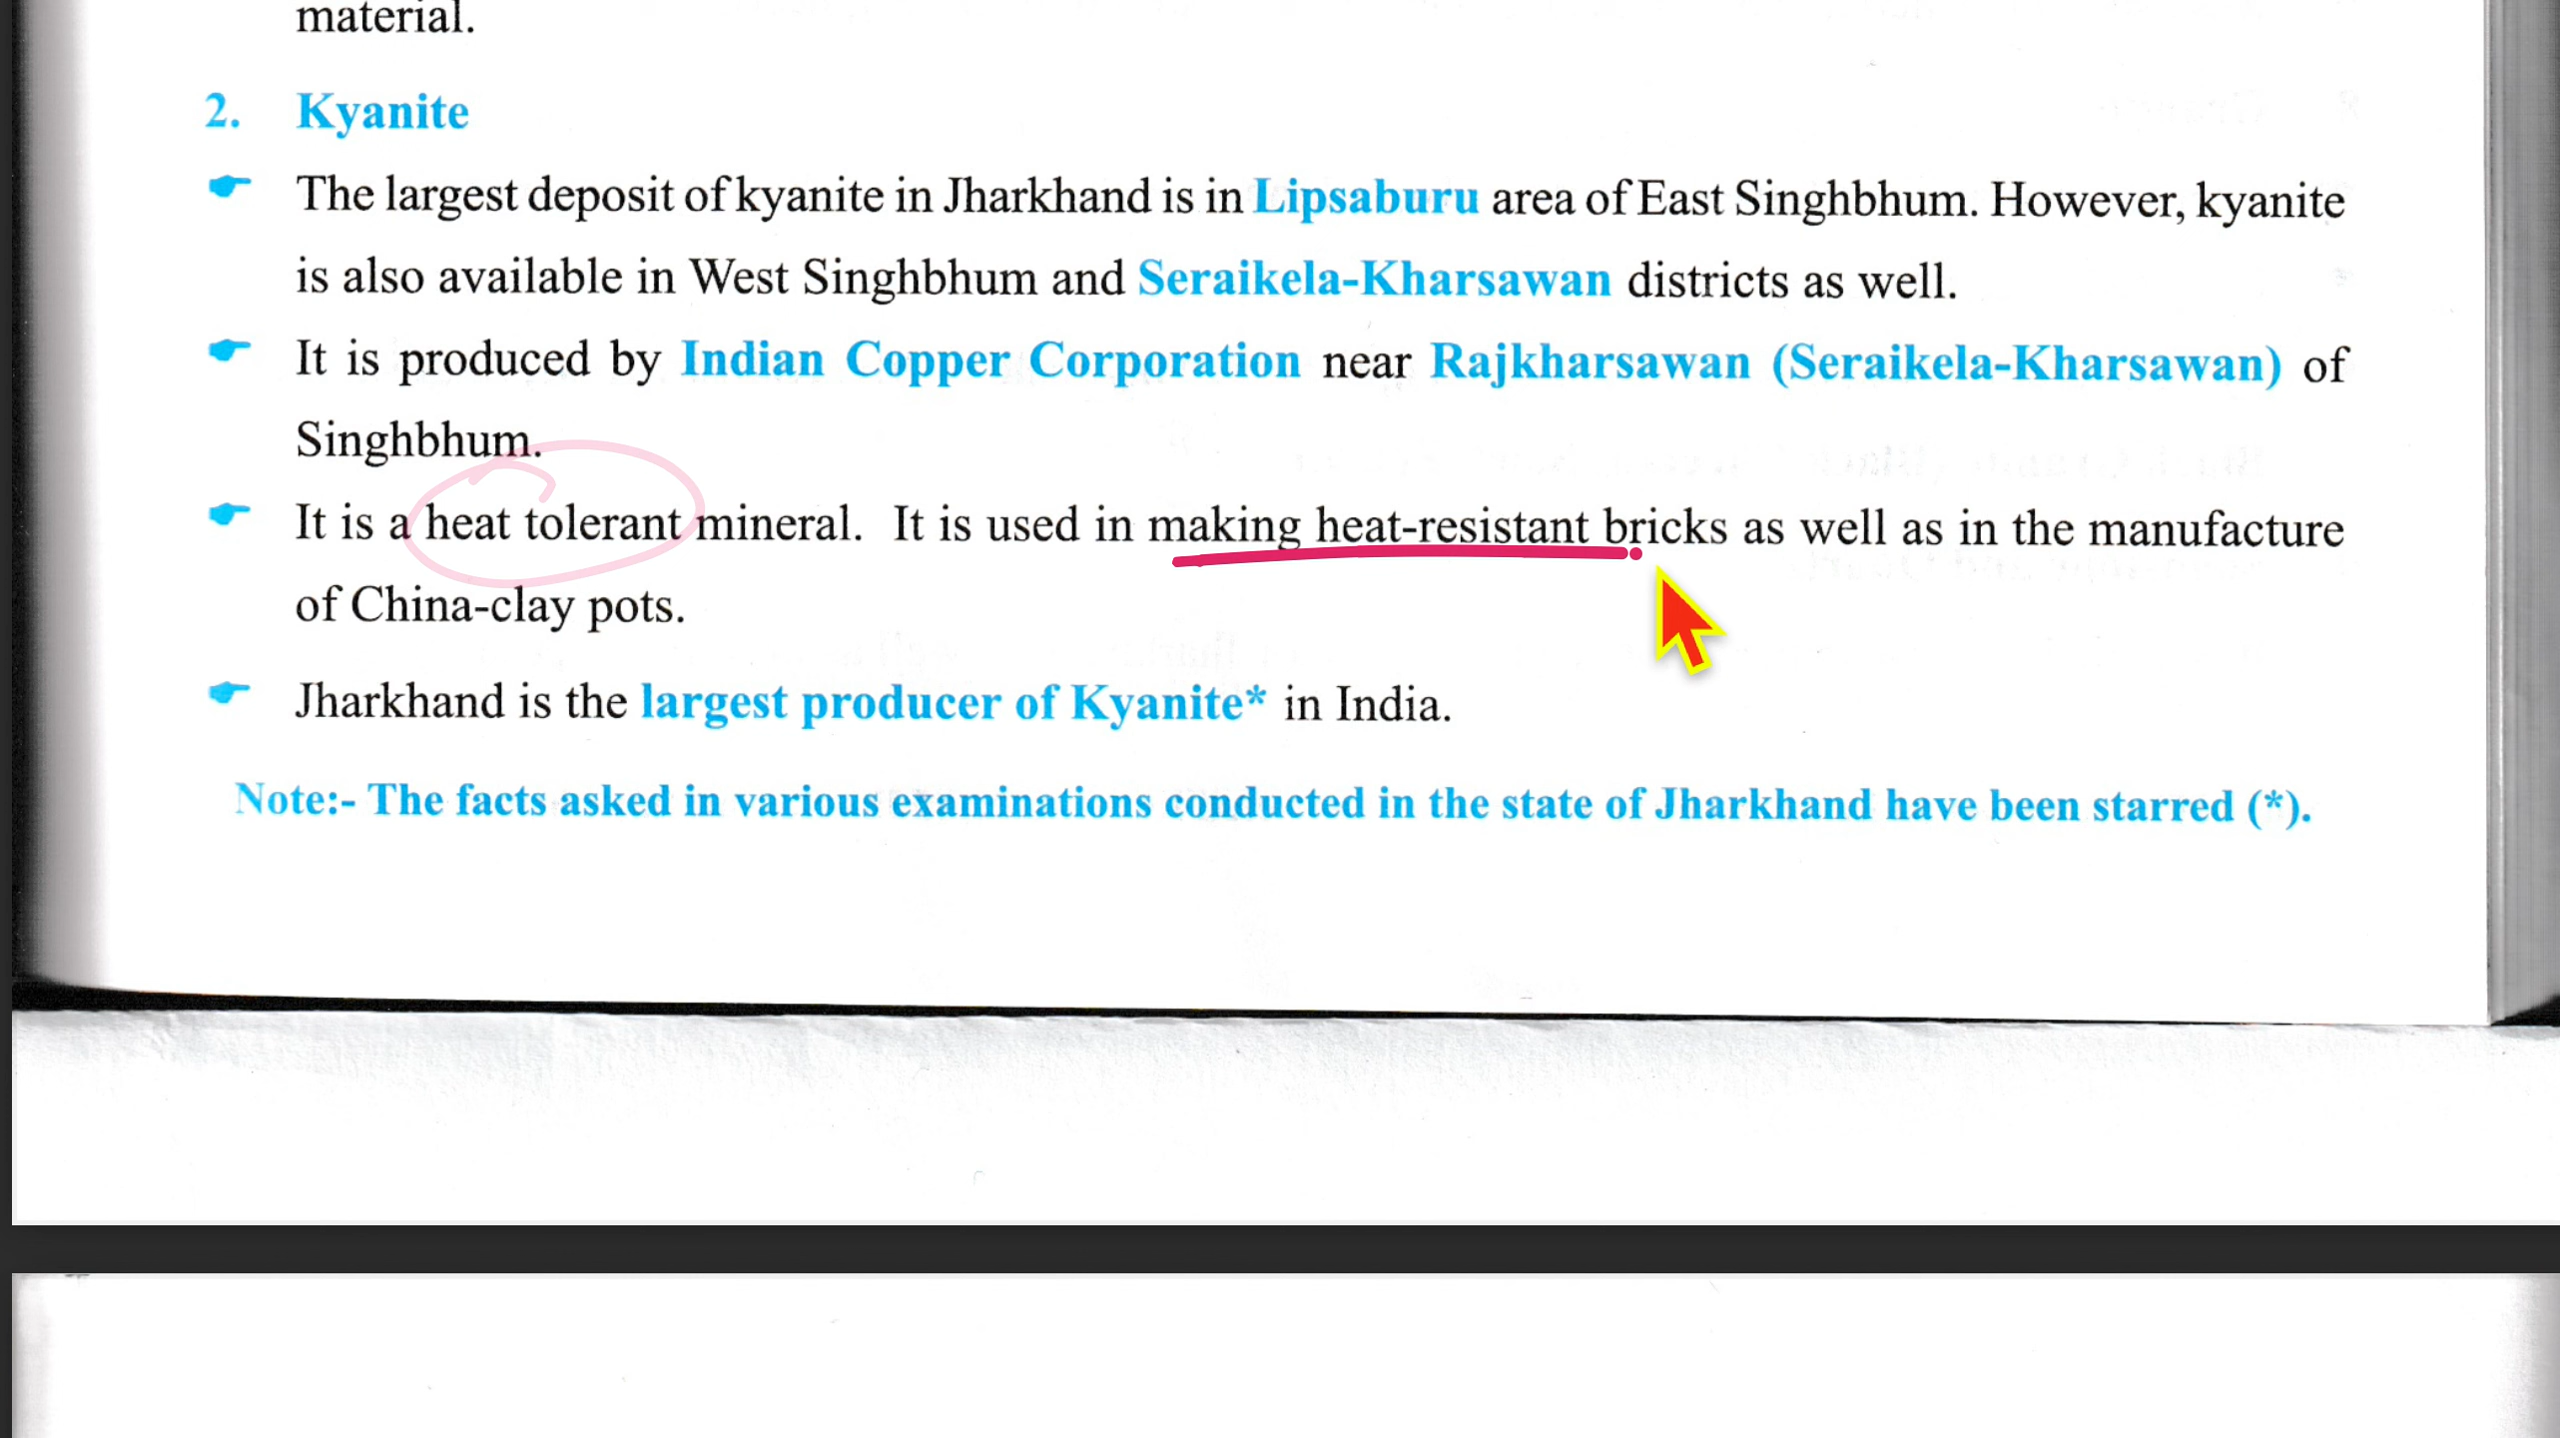 material.
2. Kyanite
The largest deposit of kyanite in Jharkhand is in Lipsaburu area of East Singhbhum. However, kyanite
is also available in West Singhbhum and Seraikela-Kharsawan districts as well.
It is produced by Indian Copper Corporation near Rajkharsawan (Seraikela-Kharsawan) of
Singhbhum.
It is a heat tolerant mineral. It is used in making heat-resistant bricks as well as in the manufacture
of China-clay pots.
Jharkhand is the largest producer of Kyanite* in India.
Note:- The facts asked in various examinations conducted in the state of Jharkhand have been starred (*).